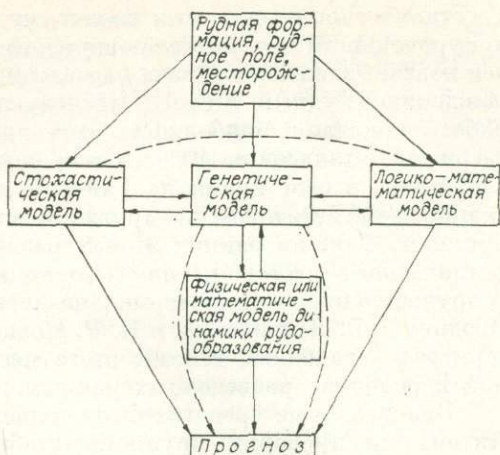 Рудная фор-
мация, руд-
ное поле,
месторож-
дение
Стохасти-
ческая
модель
Генетиче-
ская
модель
Логико-мате-
матическая
модель
Физическая или
математиче-
ская модель ди-
намики рудо-
образования
Прогноз